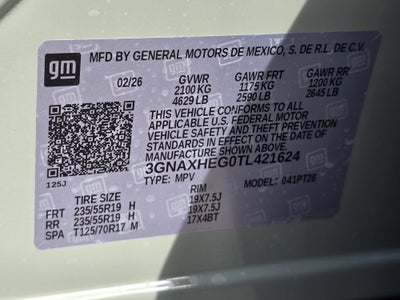 gm
MFD BY GENERAL MOTORS DE MEXICO, S. DE R.L. DE C.V.
02/26 GVWR GAWR FRT GAWR RR
2100 KG 1175 KG 1200 KG
4629 LB 2590 LB 2645 LB
THIS VEHICLE CONFORMS TO ALL
APPLICABLE U.S. FEDERAL MOTOR
VEHICLE SAFETY AND THEFT PREVENTION
STANDARDS IN EFFECT ON THE DATE OF
MANUFACTURE SHOWN ABOVE.
3GNAXHEG0TL421624
125J TYPE: MPV MODEL: 041PT26
TIRE SIZE RIM
FRT 235/55R19 H 19X7.5J
RR 235/55R19 H 19X7.5J
SP T125/70R17 M 17X4BT